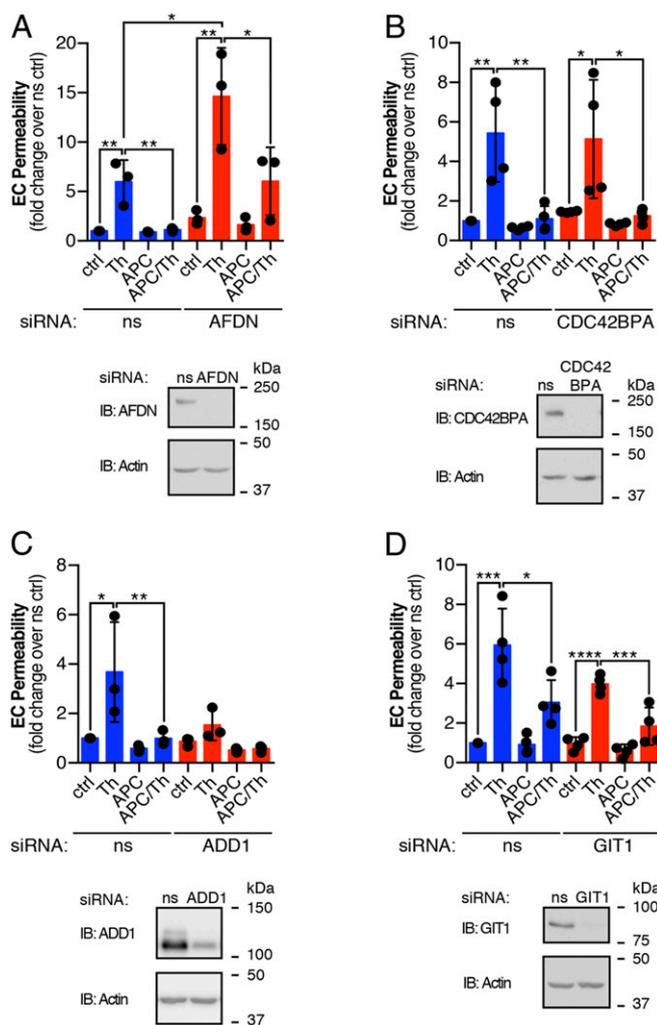 A
EC Permeability
(fold change over ns ctrl)
20
15
10
5
0
*
** *
** **
ctrl Th APC APC/Th ctrl Th APC APC/Th
siRNA: ns AFDN
siRNA: ns AFDN kDa
IB: AFDN
250
150
IB: Actin
50
37
B
EC Permeability
(fold change over ns ctrl)
10
8
6
4
2
0
** ** * *
ctrl Th APC APC/Th ctrl Th APC APC/Th
siRNA: ns CDC42BPA
CDC42
siRNA: ns BPA kDa
IB: CDC42BPA
250
150
IB: Actin
50
37
C
EC Permeability
(fold change over ns ctrl)
8
6
4
2
0
* **
ctrl Th APC APC/Th ctrl Th APC APC/Th
siRNA: ns ADD1
siRNA: ns ADD1 kDa
IB: ADD1
150
100
IB: Actin
50
37
D
EC Permeability
(fold change over ns ctrl)
10
8
6
4
2
0
*** *
**** ***
ctrl Th APC APC/Th ctrl Th APC APC/Th
siRNA: ns GIT1
siRNA: ns GIT1 kDa
IB: GIT1
100
75
IB: Actin
50
37